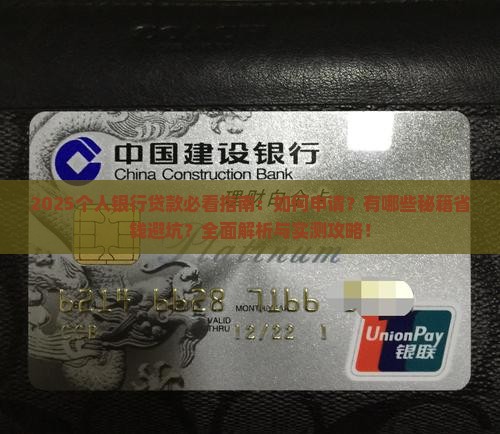 中国建设银行
China Construction Bank
理财白金卡
2025个人银行贷款必看指南！如何申请？有哪些秘籍省
钱避坑？全面解析与实测攻略！
Platinum
MONTH/YEAR
VALID
THRU
12/22 1
UnionPay
银联